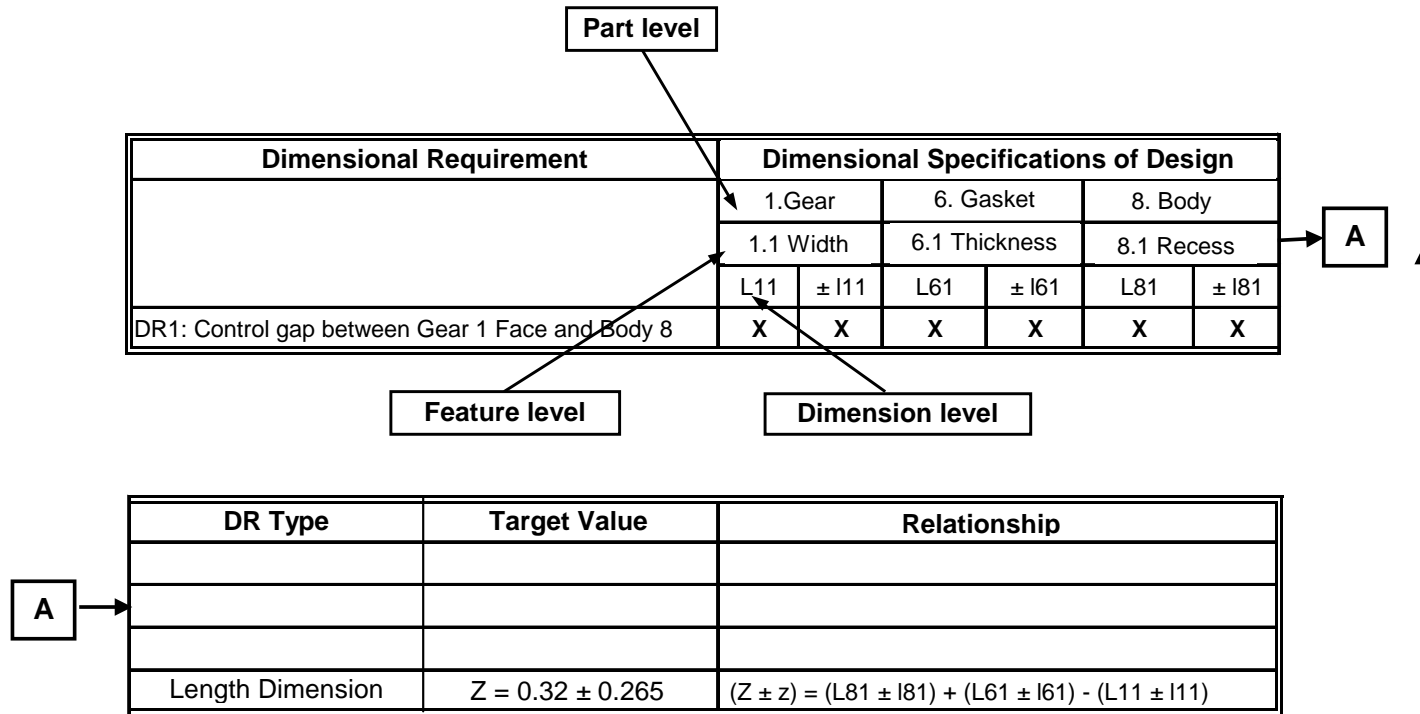 Part level
Dimensional Requirement Dimensional Specifications of Design
1.Gear 6. Gasket 8. Body
1.1 Width 6.1 Thickness 8.1 Recess
A
L11 ± l11 L61 ± l61 L81 ± l81
DR1: Control gap between Gear 1 Face and Body 8 X X X X X X
Feature level Dimension level
DR Type Target Value Relationship
A
Length Dimension Z = 0.32 ± 0.265 (Z ± z) = (L81 ± l81) + (L61 ± l61) - (L11 ± l11)